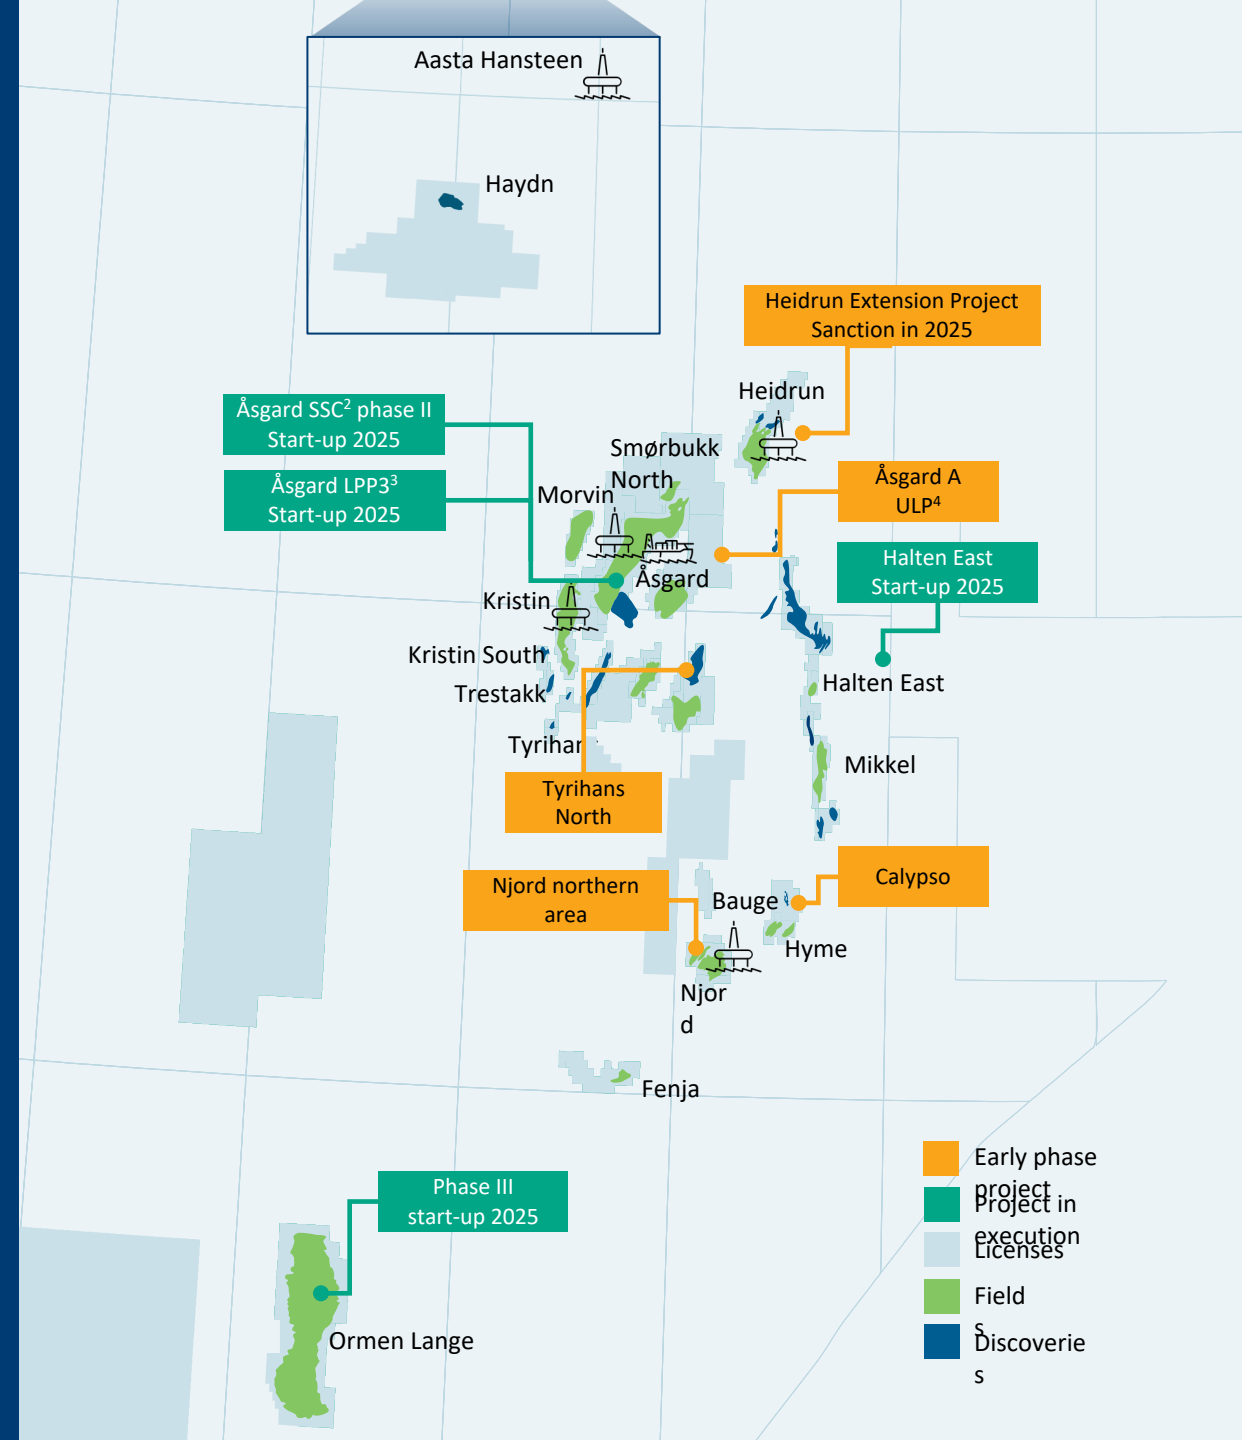 Aasta Hansteen
Haydn
Heidrun Extension Project
Sanction in 2025
Heidrun
Åsgard SSC² phase II
Start-up 2025
Smørbukk
North
Åsgard LPP3³
Start-up 2025
Morvin
Åsgard A
ULP⁴
Halten East
Start-up 2025
Åsgard
Kristin
Kristin South
Trestakk
Halten East
Tyrihan
Mikkel
Tyrihans
North
Njord northern
area
Calypso
Bauge
Hyme
Njor
d
Fenja
Phase III
start-up 2025
Ormen Lange
Early phase
project
Project in
execution
Licenses
Field
s
Discoverie
s